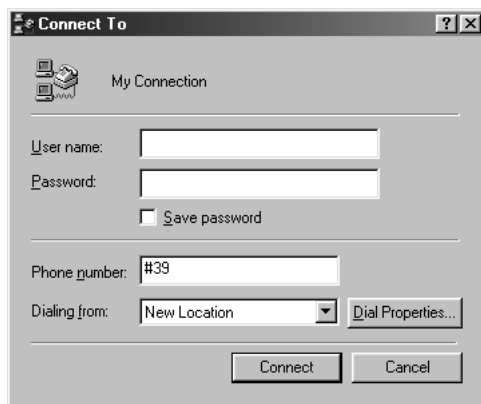 Connect To
My Connection
User name:
Password:
Save password
Phone number: #39
Dialing from: New Location Dial Properties...
Connect Cancel